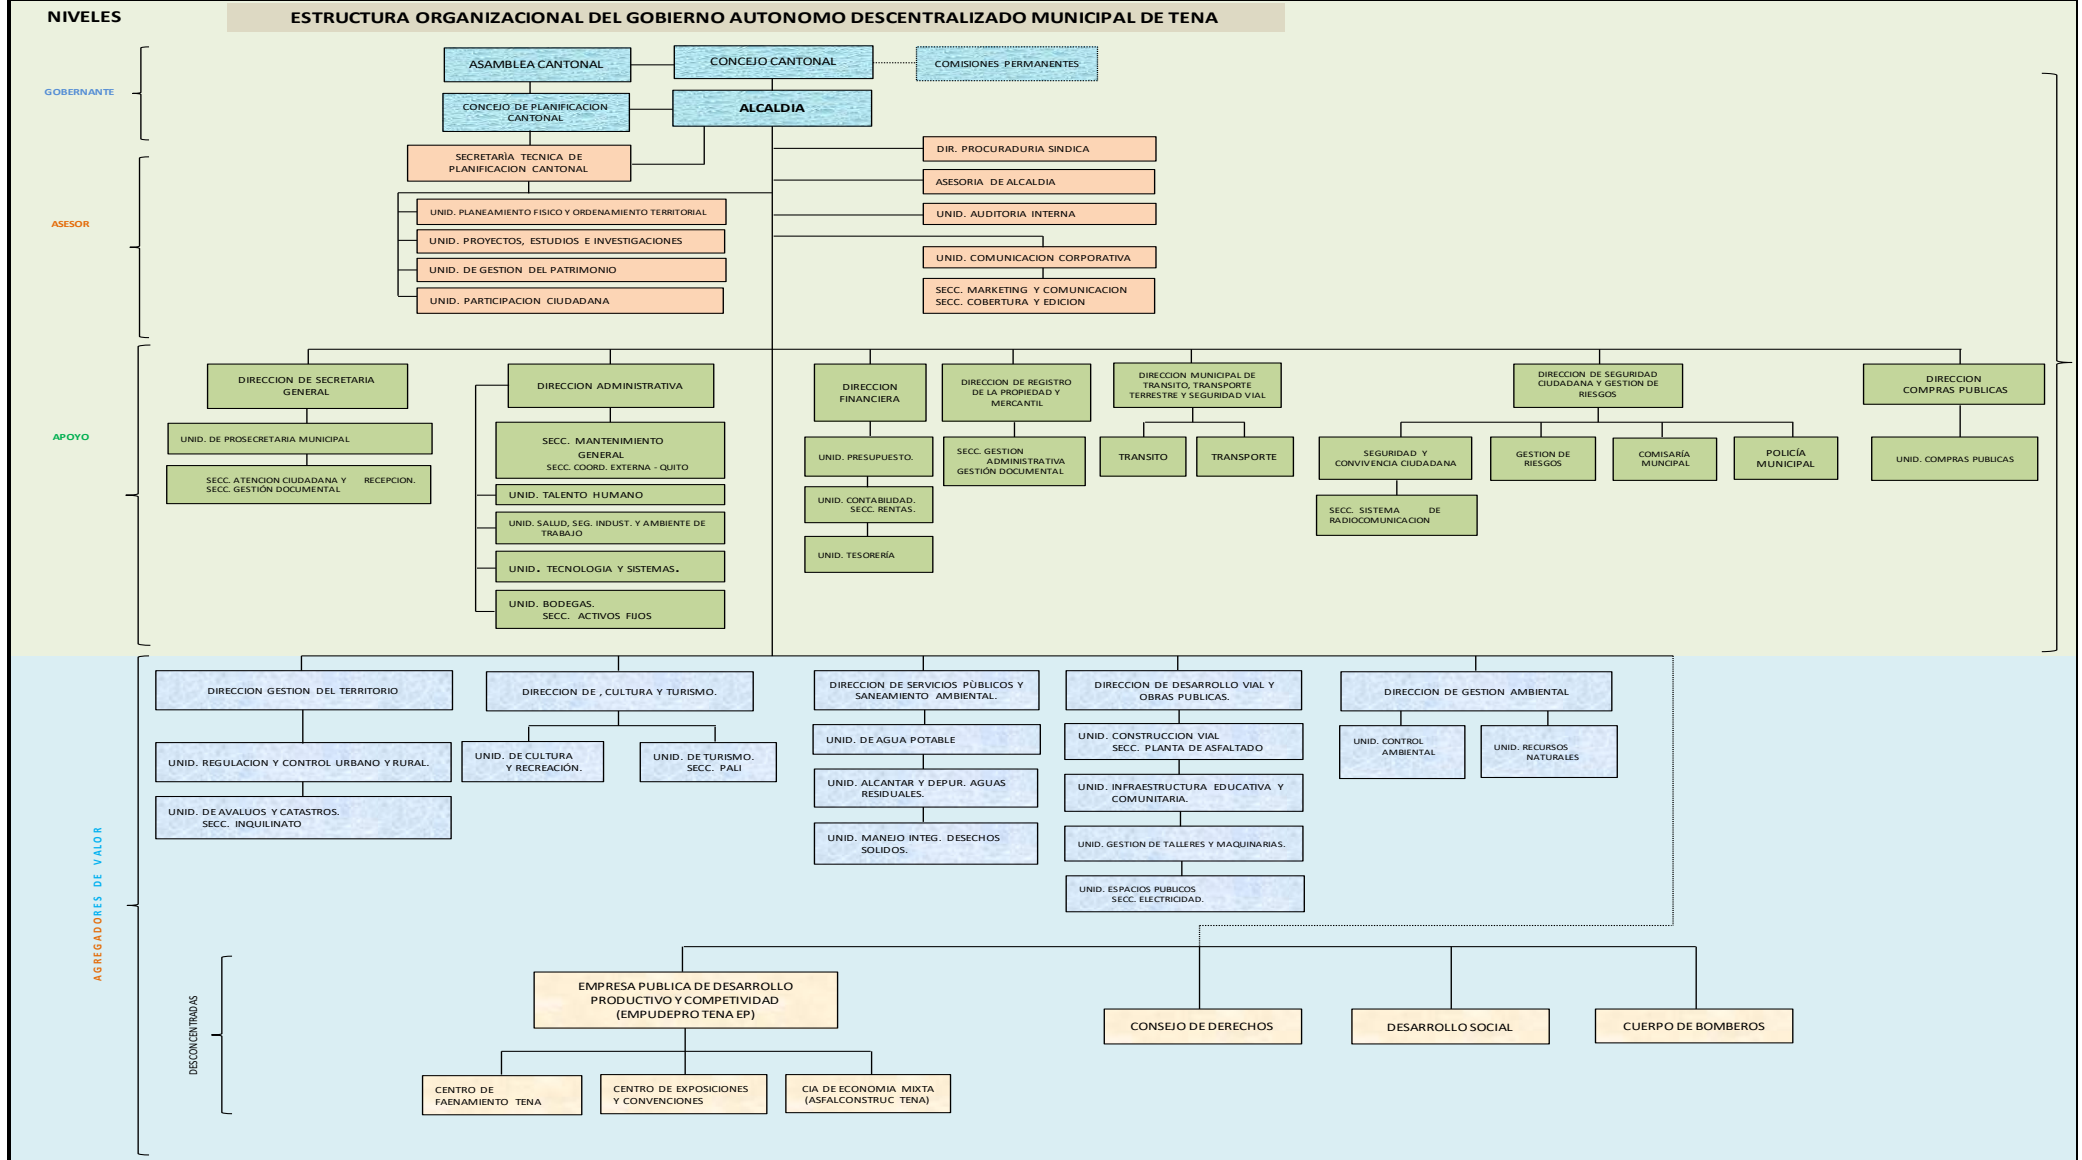 NIVELES
ESTRUCTURA ORGANIZACIONAL DEL GOBIERNO AUTONOMO DESCENTRALIZADO MUNICIPAL DE TENA
GOBERNANTE
ASAMBLEA CANTONAL
CONCEJO CANTONAL
COMISIONES PERMANENTES
CONCEJO DE PLANIFICACION
CANTONAL
ALCALDIA
ASESOR
SECRETARÌA TECNICA DE
PLANIFICACION CANTONAL
UNID. PLANEAMIENTO FISICO Y ORDENAMIENTO TERRITORIAL
UNID. PROYECTOS, ESTUDIOS E INVESTIGACIONES
UNID. DE GESTION DEL PATRIMONIO
UNID. PARTICIPACION CIUDADANA
DIR. PROCURADURIA SINDICA
ASESORIA DE ALCALDIA
UNID. AUDITORIA INTERNA
UNID. COMUNICACION CORPORATIVA
SECC. MARKETING Y COMUNICACION
SECC. COBERTURA Y EDICION
APOYO
DIRECCION DE SECRETARIA
GENERAL
UNID. DE PROSECRETARIA MUNICIPAL
SECC. ATENCION CIUDADANA Y RECEPCION.
SECC. GESTIÓN DOCUMENTAL
DIRECCION ADMINISTRATIVA
SECC. MANTENIMIENTO
GENERAL
SECC. COORD. EXTERNA - QUITO
UNID. TALENTO HUMANO
UNID. SALUD, SEG. INDUST. Y AMBIENTE DE
TRABAJO
UNID. TECNOLOGIA Y SISTEMAS.
UNID. BODEGAS.
SECC. ACTIVOS FIJOS
DIRECCION
FINANCIERA
UNID. PRESUPUESTO.
UNID. CONTABILIDAD.
SECC. RENTAS.
UNID. TESORERÍA
DIRECCION DE REGISTRO
DE LA PROPIEDAD Y
MERCANTIL
SECC. GESTION
ADMINISTRATIVA
GESTIÓN DOCUMENTAL
DIRECCION MUNICIPAL DE
TRANSITO, TRANSPORTE
TERRESTRE Y SEGURIDAD VIAL
TRANSITO
TRANSPORTE
DIRECCION DE SEGURIDAD
CIUDADANA Y GESTION DE
RIESGOS
SEGURIDAD Y
CONVIVENCIA CIUDADANA
SECC. SISTEMA DE
RADIOCOMUNICACION
GESTION DE
RIESGOS
COMISARÍA
MUNCIPAL
POLICÍA
MUNICIPAL
DIRECCION
COMPRAS PUBLICAS
UNID. COMPRAS PUBLICAS
AGREGADORES DE VALOR
DIRECCION GESTION DEL TERRITORIO
UNID. REGULACION Y CONTROL URBANO Y RURAL.
UNID. DE AVALUOS Y CATASTROS.
SECC. INQUILINATO
DIRECCION DE , CULTURA Y TURISMO.
UNID. DE CULTURA
Y RECREACIÓN.
UNID. DE TURISMO.
SECC. PALI
DIRECCION DE SERVICIOS PÙBLICOS Y
SANEAMIENTO AMBIENTAL.
UNID. DE AGUA POTABLE
UNID. ALCANTAR Y DEPUR. AGUAS
RESIDUALES.
UNID. MANEJO INTEG. DESECHOS
SOLIDOS.
DIRECCION DE DESARROLLO VIAL Y
OBRAS PUBLICAS.
UNID. CONSTRUCCION VIAL
SECC. PLANTA DE ASFALTADO
UNID. INFRAESTRUCTURA EDUCATIVA Y
COMUNITARIA.
UNID. GESTION DE TALLERES Y MAQUINARIAS.
UNID. ESPACIOS PUBLICOS
SECC. ELECTRICIDAD.
DIRECCION DE GESTION AMBIENTAL
UNID. CONTROL
AMBIENTAL
UNID. RECURSOS
NATURALES
DESCONCENTRADAS
EMPRESA PUBLICA DE DESARROLLO
PRODUCTIVO Y COMPETIVIDAD
(EMPUDEPRO TENA EP)
CENTRO DE
FAENAMIENTO TENA
CENTRO DE EXPOSICIONES
Y CONVENCIONES
CIA DE ECONOMIA MIXTA
(ASFALCONSTRUC TENA)
CONSEJO DE DERECHOS
DESARROLLO SOCIAL
CUERPO DE BOMBEROS